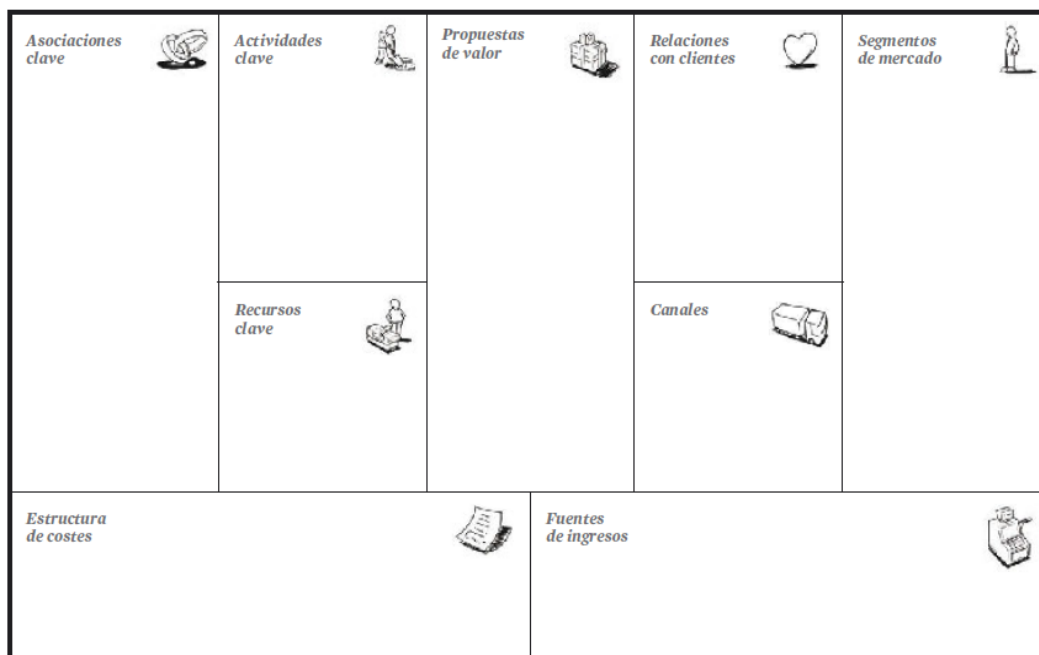 Asociaciones
clave
Actividades
clave
Propuestas
de valor
Relaciones
con clientes
Segmentos
de mercado
Recursos
clave
Canales
Estructura
de costes
Fuentes
de ingresos